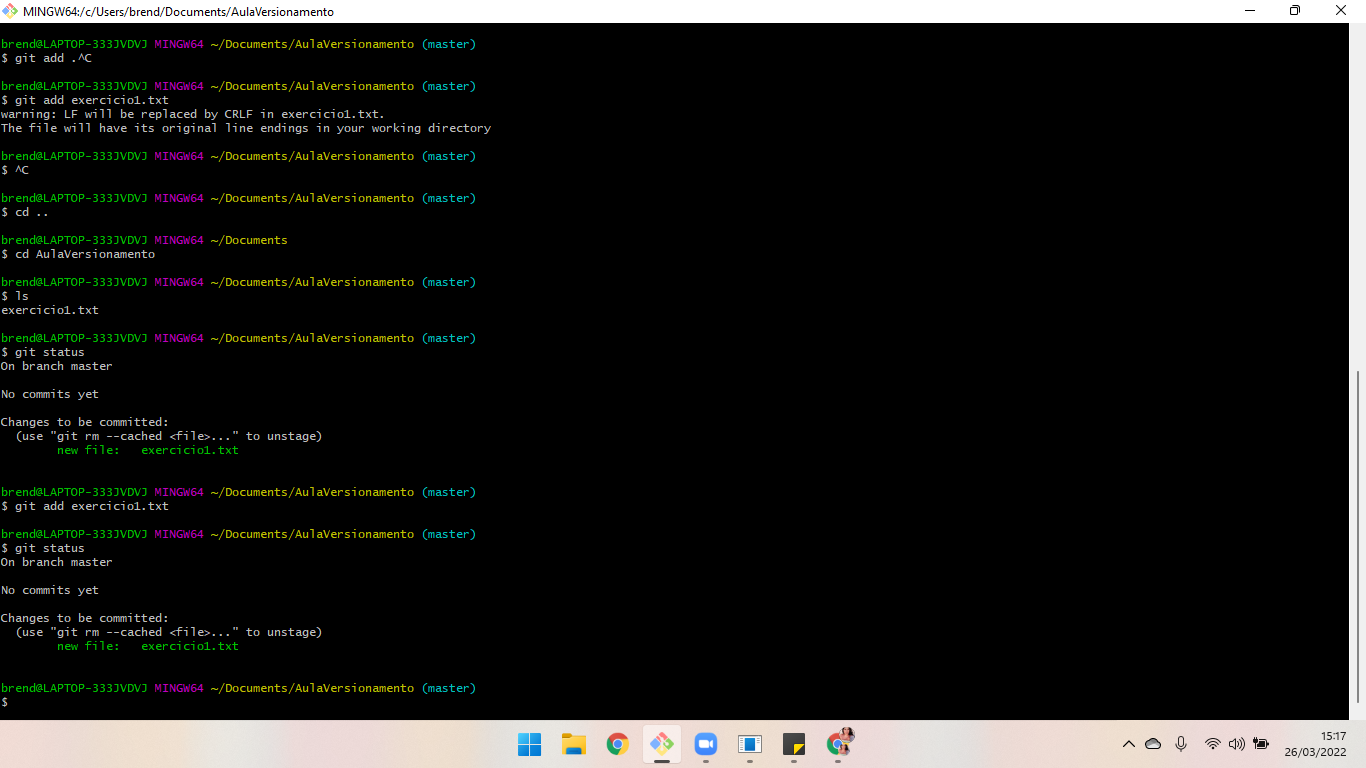 MINGW64:/c/Users/brend/Documents/AulaVersionamento
brend@LAPTOP-333JVDVJ MINGW64 ~/Documents/AulaVersionamento (master)
$ git add .^C
brend@LAPTOP-333JVDVJ MINGW64 ~/Documents/AulaVersionamento (master)
$ git add exercicio1.txt
warning: LF will be replaced by CRLF in exercicio1.txt.
The file will have its original line endings in your working directory
brend@LAPTOP-333JVDVJ MINGW64 ~/Documents/AulaVersionamento (master)
$ ^C
brend@LAPTOP-333JVDVJ MINGW64 ~/Documents/AulaVersionamento (master)
$ cd ..
brend@LAPTOP-333JVDVJ MINGW64 ~/Documents
$ cd AulaVersionamento
brend@LAPTOP-333JVDVJ MINGW64 ~/Documents/AulaVersionamento (master)
$ ls
exercicio1.txt
brend@LAPTOP-333JVDVJ MINGW64 ~/Documents/AulaVersionamento (master)
$ git status
On branch master
No commits yet
Changes to be committed:
  (use "git rm --cached <file>..." to unstage)
        new file:   exercicio1.txt
brend@LAPTOP-333JVDVJ MINGW64 ~/Documents/AulaVersionamento (master)
$ git add exercicio1.txt
brend@LAPTOP-333JVDVJ MINGW64 ~/Documents/AulaVersionamento (master)
$ git status
On branch master
No commits yet
Changes to be committed:
  (use "git rm --cached <file>..." to unstage)
        new file:   exercicio1.txt
brend@LAPTOP-333JVDVJ MINGW64 ~/Documents/AulaVersionamento (master)
$
15:17
26/03/2022